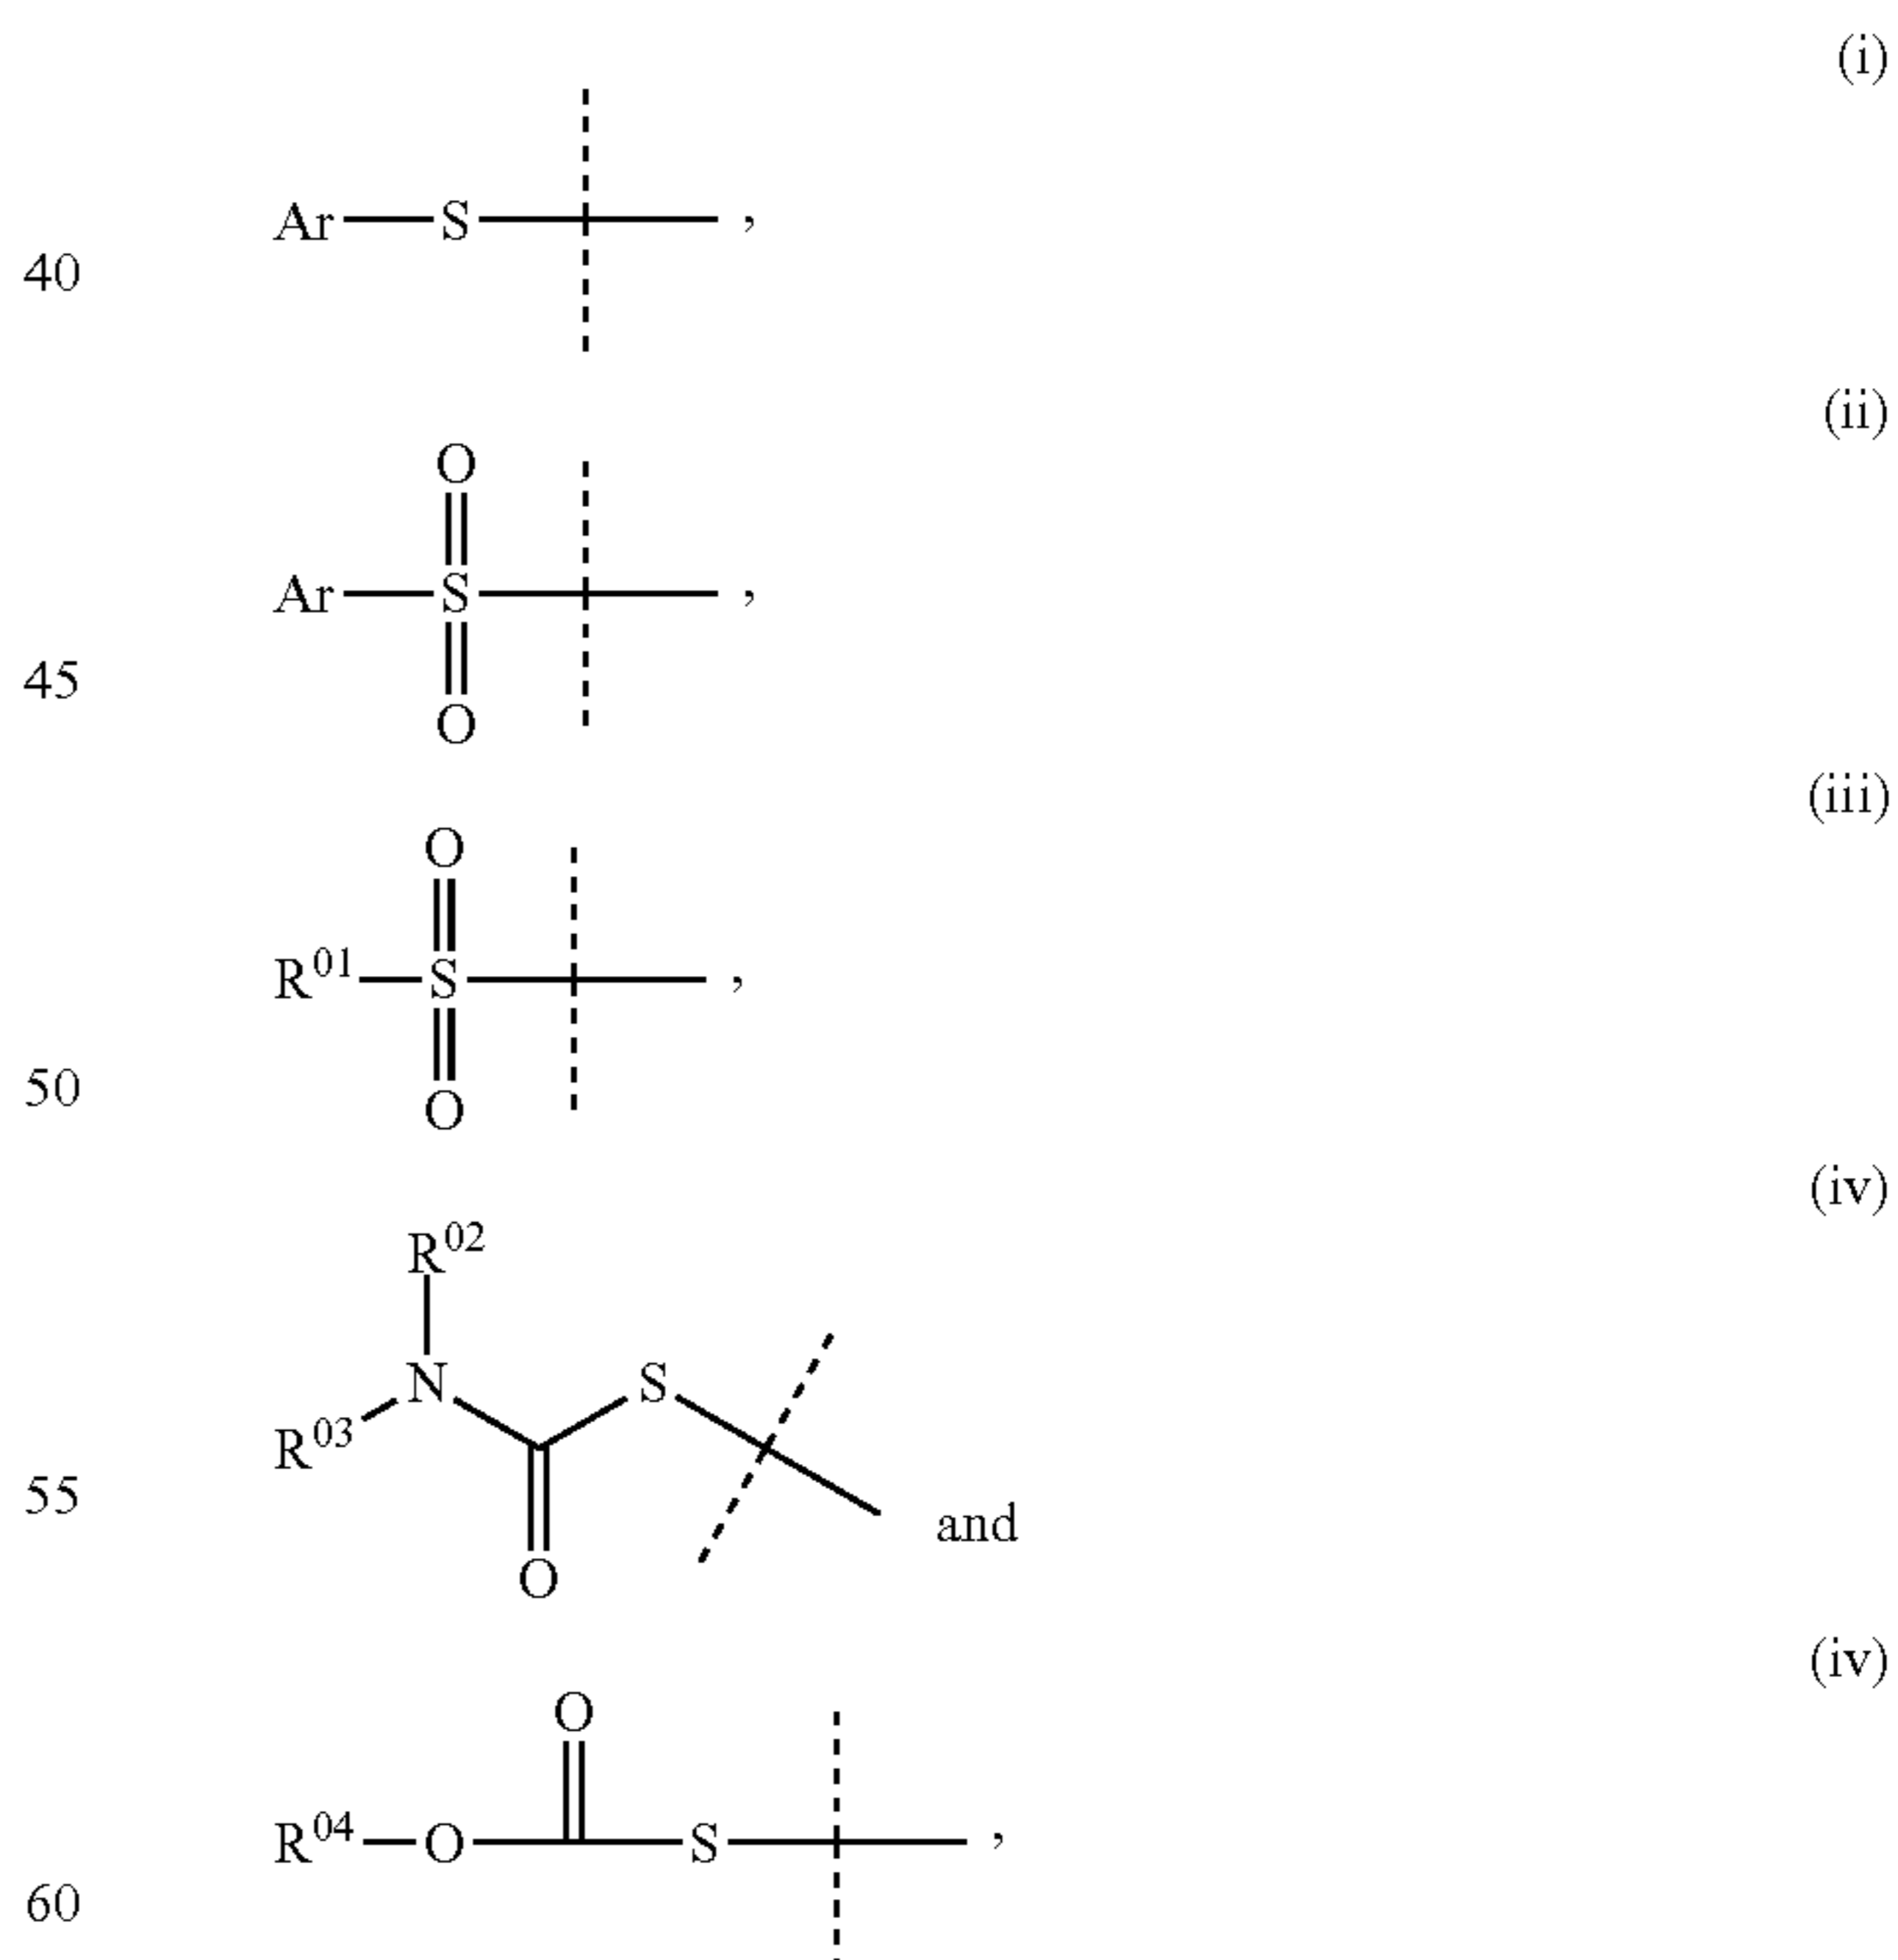 (i)
Ar S ,
40
(ii)
O
Ar S ,
45
O
(iii)
O
R01 S ,
50
O
(iv)
R02
N S
R03
55
and
O
(iv)
O
R04 O S ,
60